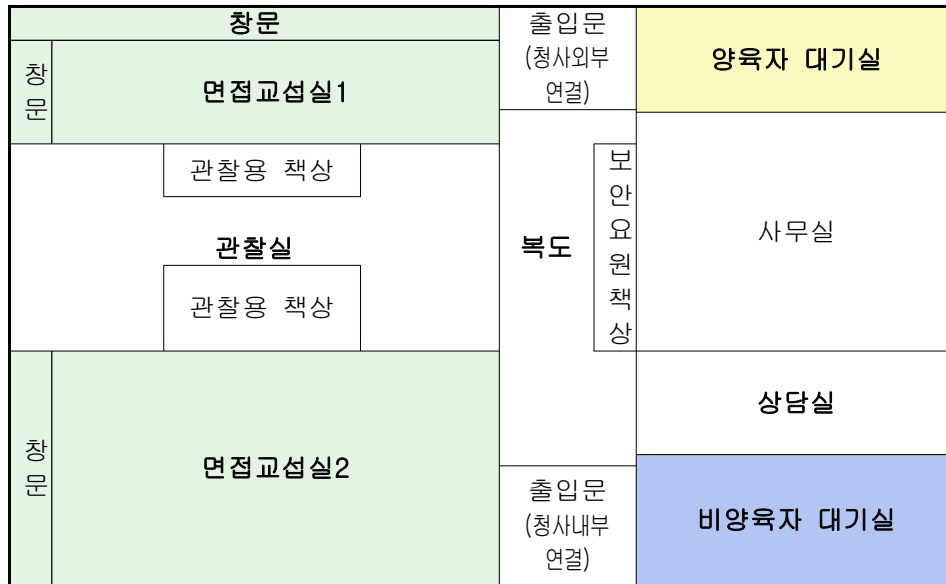 창문
출입문
(청사외부
연결)
양육자 대기실
창
문
면접교섭실1
관찰용 책상
보
안
요
원
책
상
사무실
관찰실
복도
관찰용 책상
상담실
창
문
면접교섭실2
출입문
(청사내부
연결)
비양육자 대기실